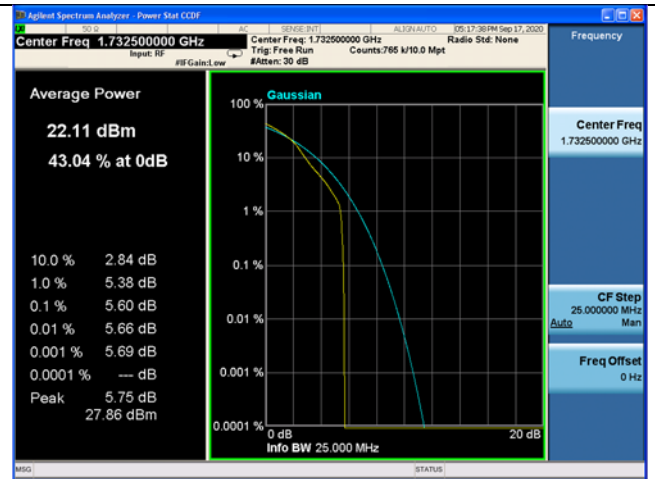 Agilent Spectrum Analyzer - Power Stat CCDF
50 Ω AC SENSE:INT ALIGN AUTO 05:17:38 PM Sep 17, 2020
Center Freq 1.732500000 GHz
Input: RF
#IFGain:Low
Center Freq: 1.732500000 GHz
Radio Std: None
Trig: Free Run Counts:765 k/10.0 Mpt
#Atten: 30 dB
Average Power
22.11 dBm
43.04 % at 0dB
10.0 % 2.84 dB
1.0 % 5.38 dB
0.1 % 5.60 dB
0.01 % 5.66 dB
0.001 % 5.69 dB
0.0001 % --- dB
Peak 5.75 dB
27.86 dBm
Gaussian
100 %
10 %
1 %
0.1 %
0.01 %
0.001 %
0.0001 %
0 dB 20 dB
Info BW 25.000 MHz
Frequency
Center Freq
1.732500000 GHz
CF Step
25.000000 MHz
Auto Man
Freq Offset
0 Hz
MSG STATUS